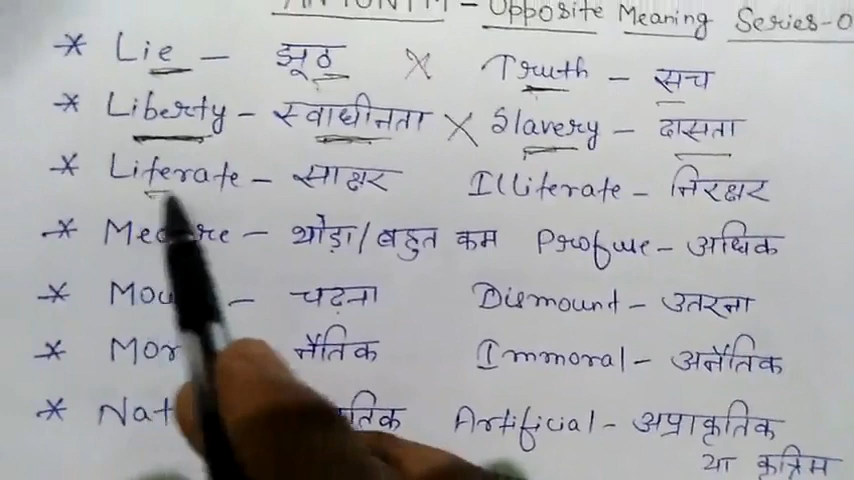 – Opposite Meaning Series-0
* Lie – झूठ × Truth – सच
* Liberty – स्वाधीनता × Slavery – दासता
* Literate – साक्षर Illiterate – निरक्षर
* – थोड़ा/बहुत कम Profuse – अधिक
* – चढ़ना Dismount – उतरना
* Mor नैतिक Immoral – अनैतिक
* Nat Artificial – अप्राकृतिक
या कृत्रिम